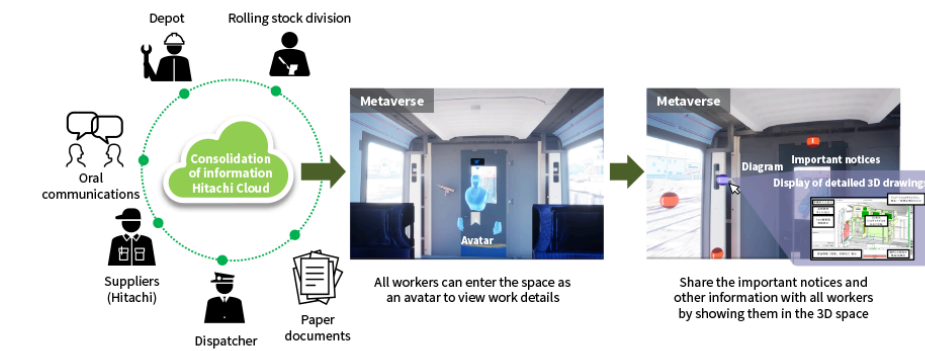 Depot
Rolling stock division
Oral
communications
Consolidation
of information
Hitachi Cloud
Suppliers
(Hitachi)
Dispatcher
Paper
documents
Metaverse
Avatar
All workers can enter the space as
an avatar to view work details
Metaverse
Diagram
Important notices
Display of detailed 3D drawings
Share the important notices and
other information with all workers
by showing them in the 3D space